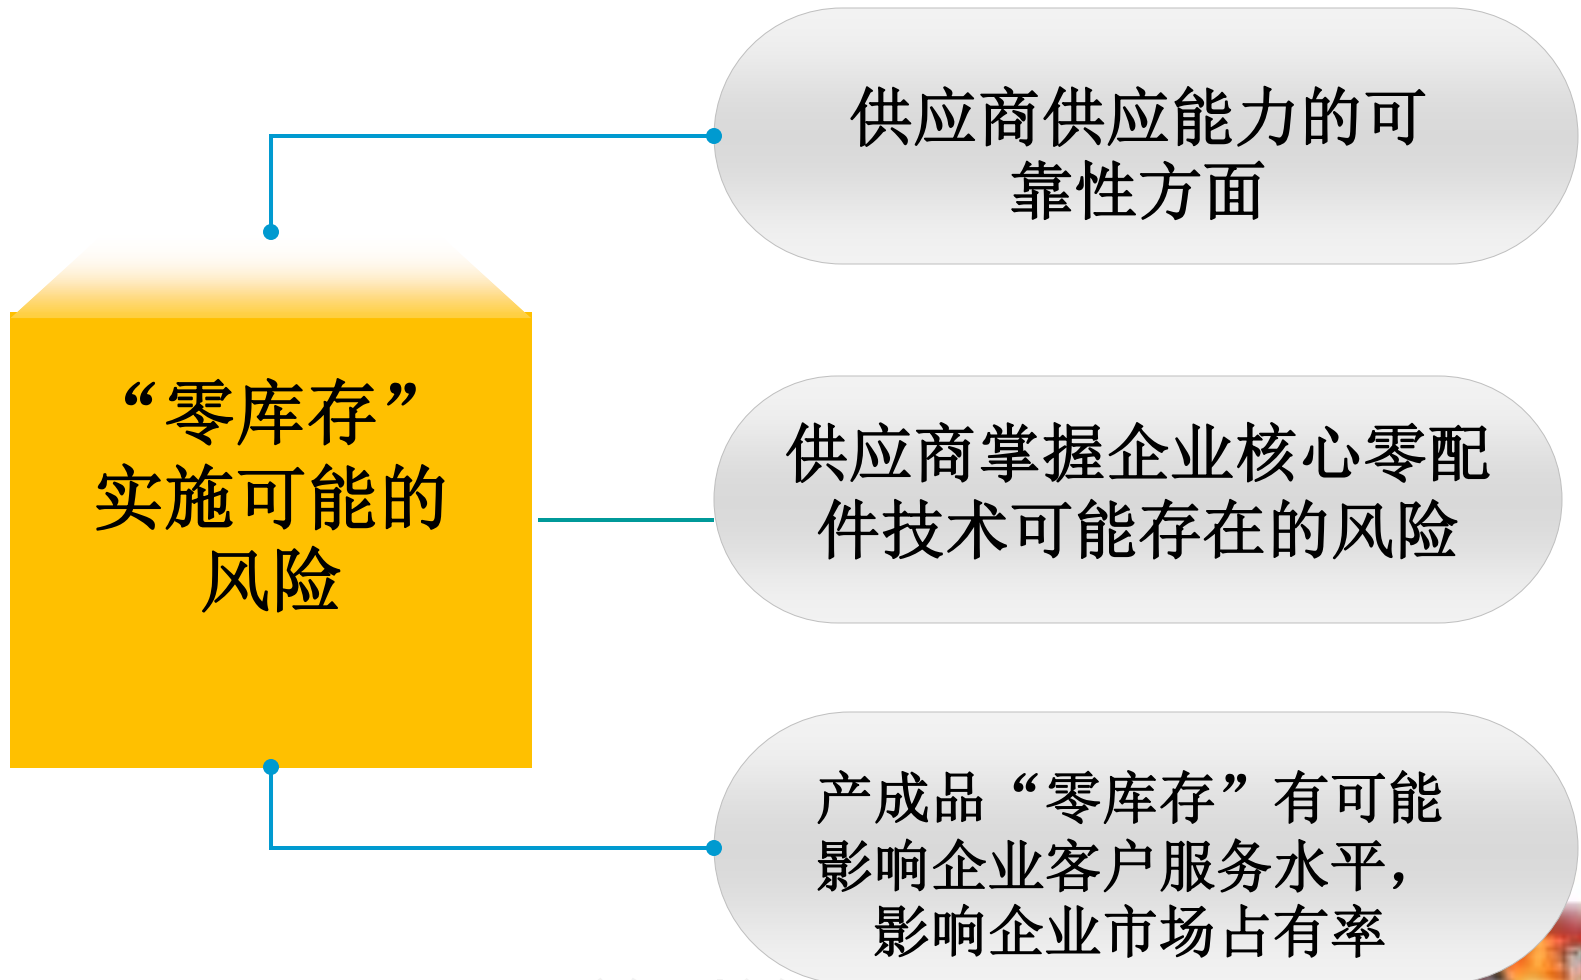 供应商供应能力的可
靠性方面
“零库存”
实施可能的
风险
供应商掌握企业核心零配
件技术可能存在的风险
产成品“零库存”有可能
影响企业客户服务水平，
影响企业市场占有率